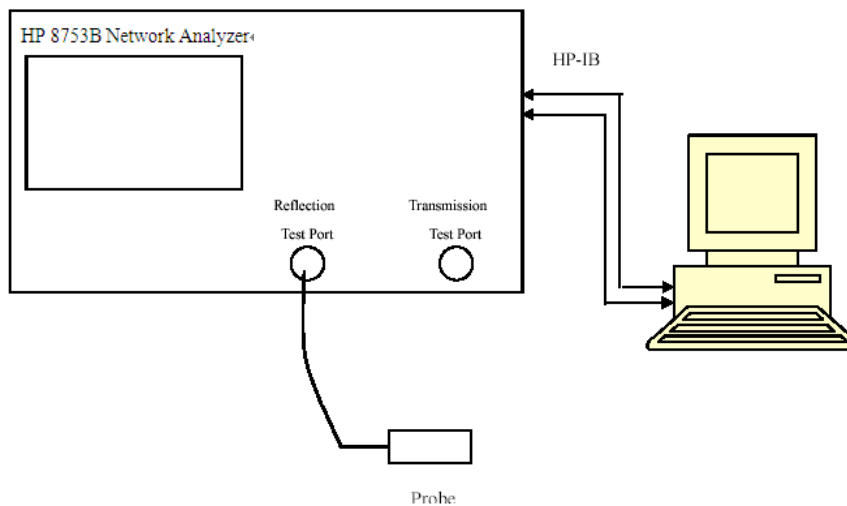 HP 8753B Network Analyzer
HP-IB
Reflection
Test Port
Transmission
Test Port
Probe